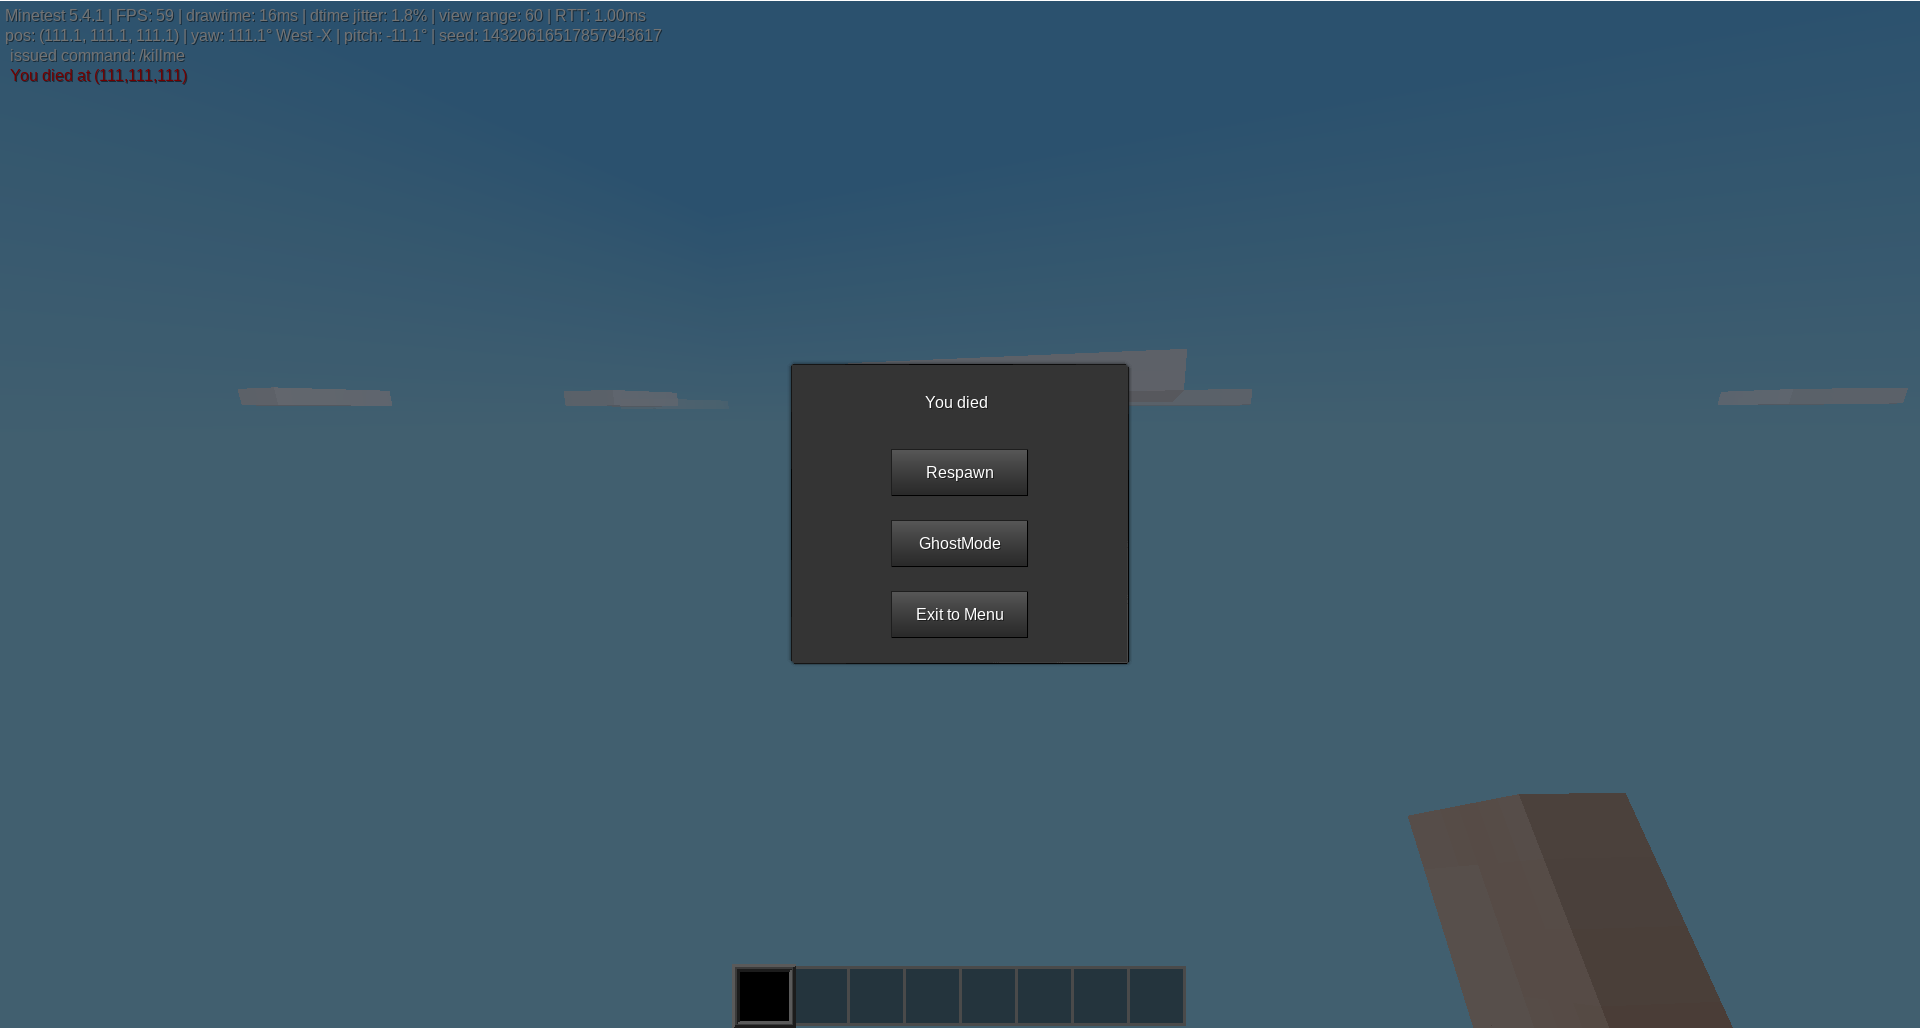 Minetest 5.4.1 | FPS: 59 | drawtime: 16ms | dtime jitter: 1.8% | view range: 60 | RTT: 1.00ms
pos: (111.1, 111.1, 111.1) | yaw: 111.1° West -X | pitch: -11.1° | seed: 14320616517857943617
issued command: /killme
You died at (111,111,111)
You died
Respawn
GhostMode
Exit to Menu